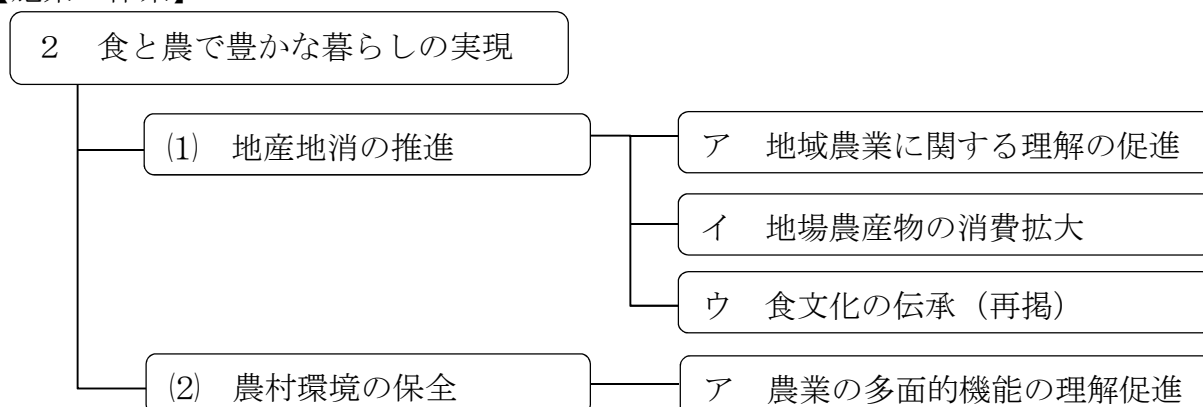 2 食と農で豊かな暮らしの実現
⑴ 地産地消の推進
ア 地域農業に関する理解の促進
イ 地場農産物の消費拡大
ウ 食文化の伝承（再掲）
⑵ 農村環境の保全
ア 農業の多面的機能の理解促進